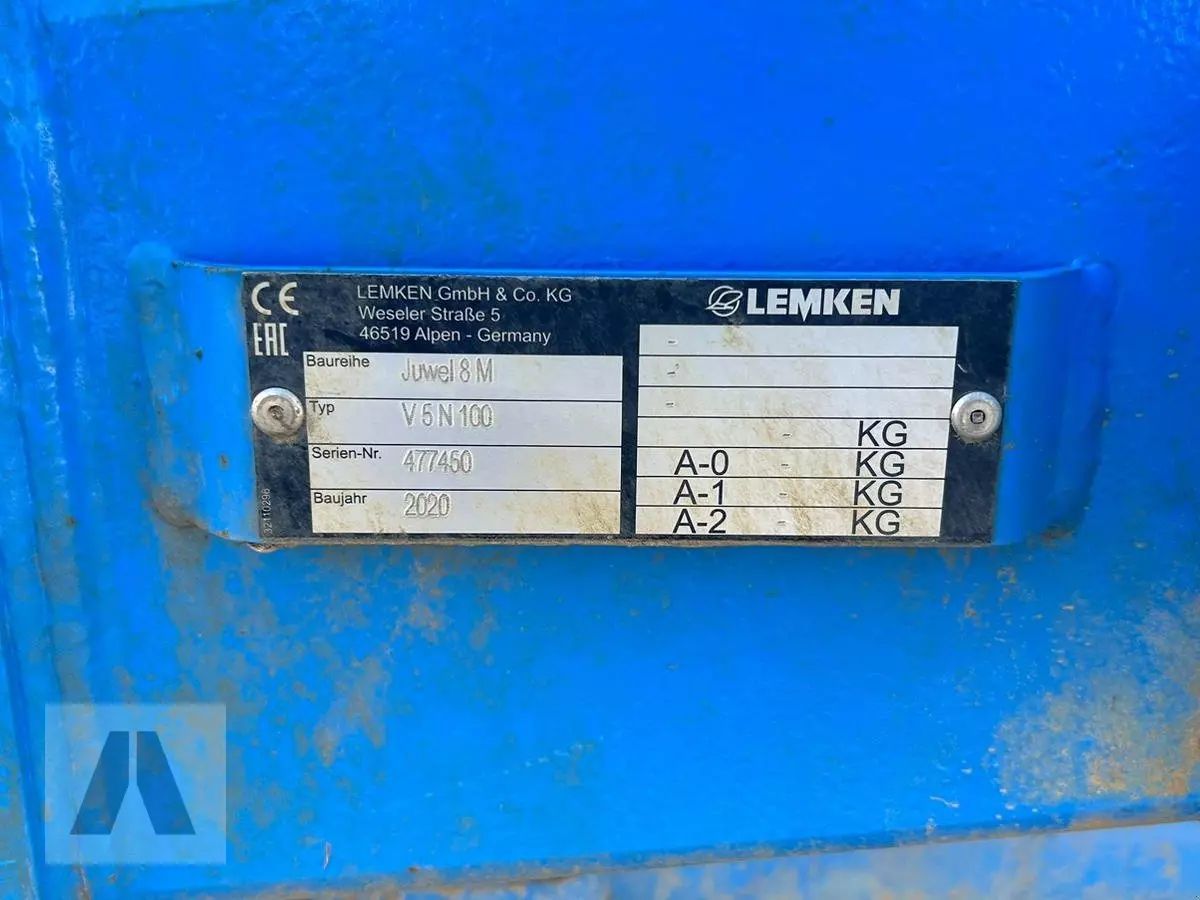 CE
EAC
LEMKEN GmbH & Co. KG
Weseler Straße 5
46519 Alpen - Germany
Baureihe Juwel 8 M
Typ V 5 N 100
Serien-Nr. 477450
Baujahr 2020
32110296
LEMKEN
-
-
-
- KG
A-0 - KG
A-1 - KG
A-2 - KG